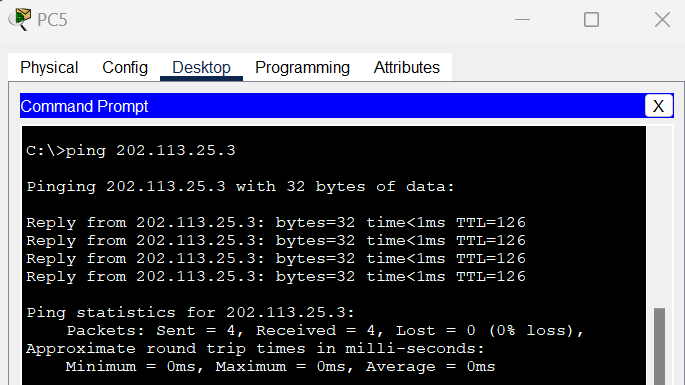 PC5
Physical Config Desktop Programming Attributes
Command Prompt X
C:\>ping 202.113.25.3
Pinging 202.113.25.3 with 32 bytes of data:
Reply from 202.113.25.3: bytes=32 time<1ms TTL=126
Reply from 202.113.25.3: bytes=32 time<1ms TTL=126
Reply from 202.113.25.3: bytes=32 time<1ms TTL=126
Reply from 202.113.25.3: bytes=32 time<1ms TTL=126
Ping statistics for 202.113.25.3:
Packets: Sent = 4, Received = 4, Lost = 0 (0% loss),
Approximate round trip times in milli-seconds:
Minimum = 0ms, Maximum = 0ms, Average = 0ms